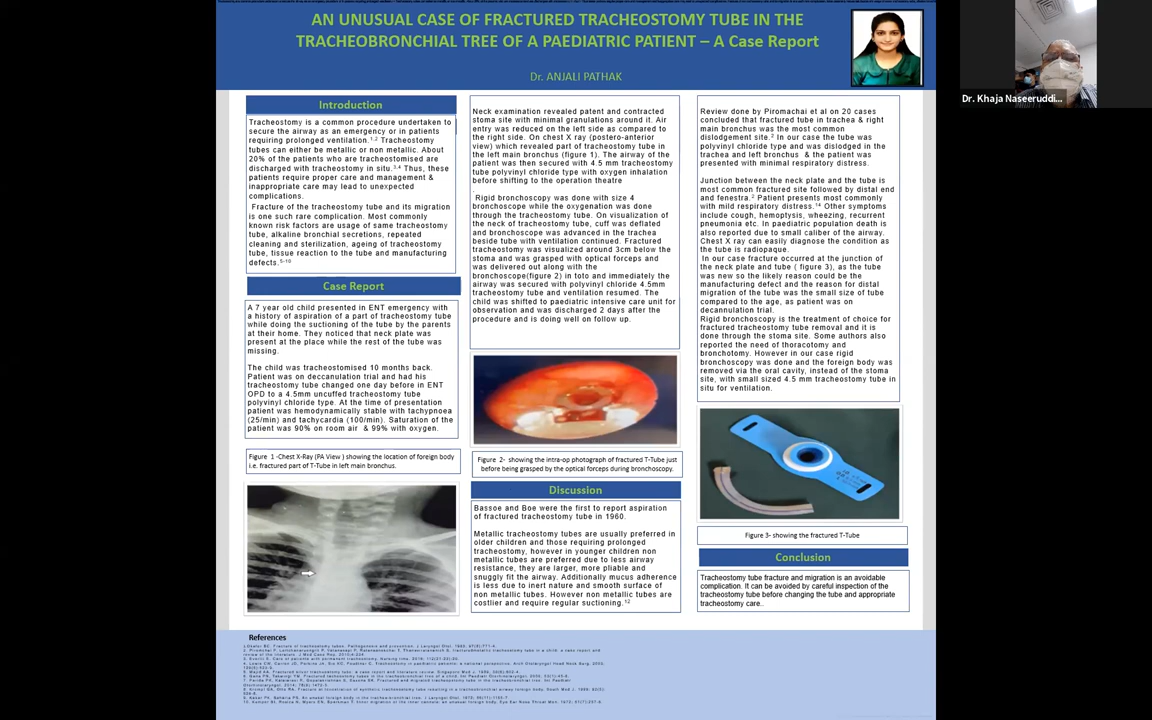 AN UNUSUAL CASE OF FRACTURED TRACHEOSTOMY TUBE IN THE
TRACHEOBRONCHIAL TREE OF A PAEDIATRIC PATIENT – A Case Report
Dr. ANJALI PATHAK
Dr. Khaja Naseeruddi...
Introduction
Tracheostomy is a common procedure undertaken to
secure the airway as an emergency or in patients
requiring prolonged ventilation.1,2 Tracheostomy
tubes can either be metallic or non metallic. About
20% of the patients who are tracheostomised are
discharged with tracheostomy in situ.3,4 Thus, these
patients require proper care and management &
inappropriate care may lead to unexpected
complications.
Fracture of the tracheostomy tube and its migration
is one such rare complication. Most commonly
known risk factors are usage of same tracheostomy
tube, alkaline bronchial secretions, repeated
cleaning and sterilization, ageing of tracheostomy
tube, tissue reaction to the tube and manufacturing
defects.5-10
Case Report
A 7 year old child presented in ENT emergency with
a history of aspiration of a part of tracheostomy tube
while doing the suctioning of the tube by the parents
at their home. They noticed that neck plate was
present at the place while the rest of the tube was
missing.
The child was tracheostomised 10 months back.
Patient was on deccanulation trial and had his
tracheostomy tube changed one day before in ENT
OPD to a 4.5mm uncuffed tracheostomy tube
polyvinyl chloride type. At the time of presentation
patient was hemodynamically stable with tachypnoea
(25/min) and tachycardia (100/min). Saturation of the
patient was 90% on room air & 99% with oxygen.
Figure 1 -Chest X-Ray (PA View ) showing the location of foreign body
i.e. fractured part of T-Tube in left main bronchus.
Neck examination revealed patent and contracted
stoma site with minimal granulations around it. Air
entry was reduced on the left side as compared to
the right side. On chest X ray (postero-anterior
view) which revealed part of tracheostomy tube in
the left main bronchus (figure 1). The airway of the
patient was then secured with 4.5 mm tracheostomy
tube polyvinyl chloride type with oxygen inhalation
before shifting to the operation theatre
.
Rigid bronchoscopy was done with size 4
bronchoscope while the oxygenation was done
through the tracheostomy tube. On visualization of
the neck of tracheostomy tube, cuff was deflated
and bronchoscope was advanced in the trachea
beside tube with ventilation continued. Fractured
tracheostomy was visualized around 3cm below the
stoma and was grasped with optical forceps and
was delivered out along with the
bronchoscope(figure 2) in toto and immediately the
airway was secured with polyvinyl chloride 4.5mm
tracheostomy tube and ventilation resumed. The
child was shifted to paediatric intensive care unit for
observation and was discharged 2 days after the
procedure and is doing well on follow up.
Figure 2- showing the intra-op photograph of fractured T-Tube just
before being grasped by the optical forceps during bronchoscopy.
Discussion
Bassoe and Boe were the first to report aspiration
of fractured tracheostomy tube in 1960.
Metallic tracheostomy tubes are usually preferred in
older children and those requiring prolonged
tracheostomy, however in younger children non
metallic tubes are preferred due to less airway
resistance, they are larger, more pliable and
snuggly fit the airway. Additionally mucus adherence
is less due to inert nature and smooth surface of
non metallic tubes. However non metallic tubes are
costlier and require regular suctioning.12
Review done by Piromachai et al on 20 cases
concluded that fractured tube in trachea & right
main bronchus was the most common
dislodgement site.2 In our case the tube was
polyvinyl chloride type and was dislodged in the
trachea and left bronchus & the patient was
presented with minimal respiratory distress.
Junction between the neck plate and the tube is
most common fractured site followed by distal end
and fenestra.2 Patient presents most commonly
with mild respiratory distress.14 Other symptoms
include cough, hemoptysis, wheezing, recurrent
pneumonia etc. In paediatric population death is
also reported due to small caliber of the airway.
Chest X ray can easily diagnose the condition as
the tube is radiopaque.
In our case fracture occurred at the junction of
the neck plate and tube ( figure 3), as the tube
was new so the likely reason could be the
manufacturing defect and the reason for distal
migration of the tube was the small size of tube
compared to the age, as patient was on
decannulation trial.
Rigid bronchoscopy is the treatment of choice for
fractured tracheostomy tube removal and it is
done through the stoma site. Some authors also
reported the need of thoracotomy and
bronchotomy. However in our case rigid
bronchoscopy was done and the foreign body was
removed via the oral cavity, instead of the stoma
site, with small sized 4.5 mm tracheostomy tube in
situ for ventilation.
Figure 3- showing the fractured T-Tube
Conclusion
Tracheostomy tube fracture and migration is an avoidable
complication. It can be avoided by careful inspection of the
tracheostomy tube before changing the tube and appropriate
tracheostomy care..
References